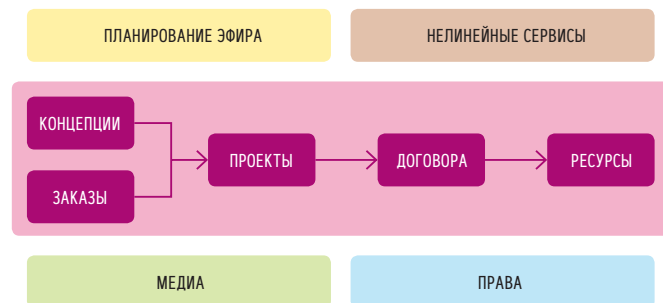 ПЛАНИРОВАНИЕ ЭФИРА
НЕЛИНЕЙНЫЕ СЕРВИСЫ
КОНЦЕПЦИИ
ПРОЕКТЫ
ДОГОВОРА
РЕСУРСЫ
ЗАКАЗЫ
МЕДИА
ПРАВА